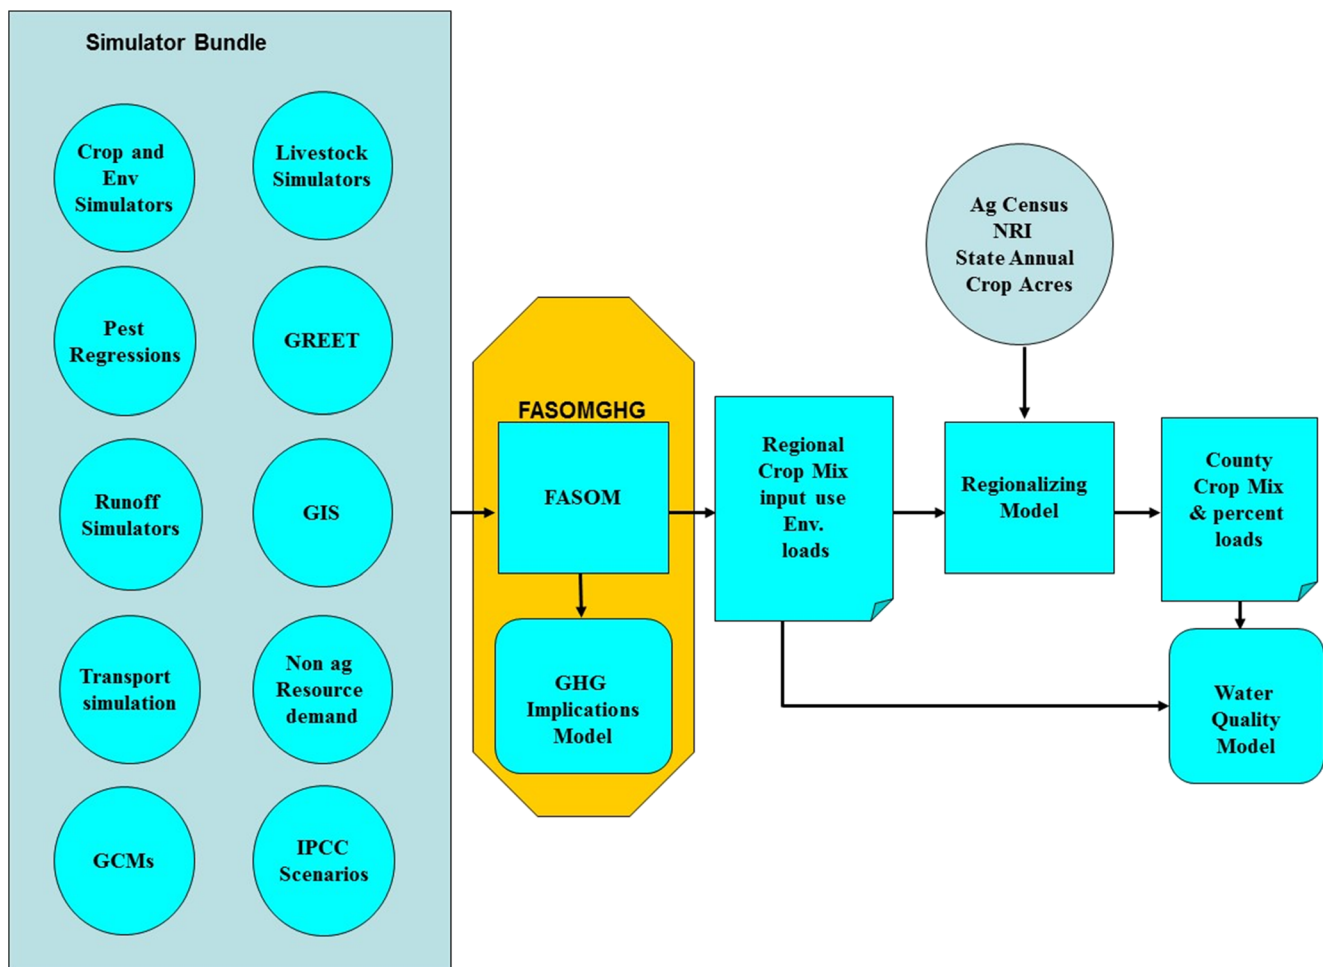 Simulator Bundle
Crop and
Env
Simulators
Livestock
Simulators
Pest
Regressions
GREET
Runoff
Simulators
GIS
Transport
simulation
Non ag
Resource
demand
GCMs
IPCC
Scenarios
FASOMGHG
FASOM
GHG
Implications
Model
Regional
Crop Mix
input use
Env.
loads
Ag Census
NRI
State Annual
Crop Acres
Regionalizing
Model
County
Crop Mix
& percent
loads
Water
Quality
Model